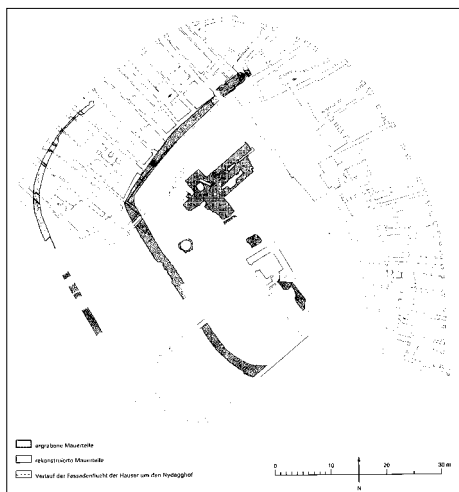 ergrabene Mauerteile
rekonstruierte Mauerteile
Verlauf der Fassadenflucht der Häuser um den Nydegghof
0 10 20 30 m
N